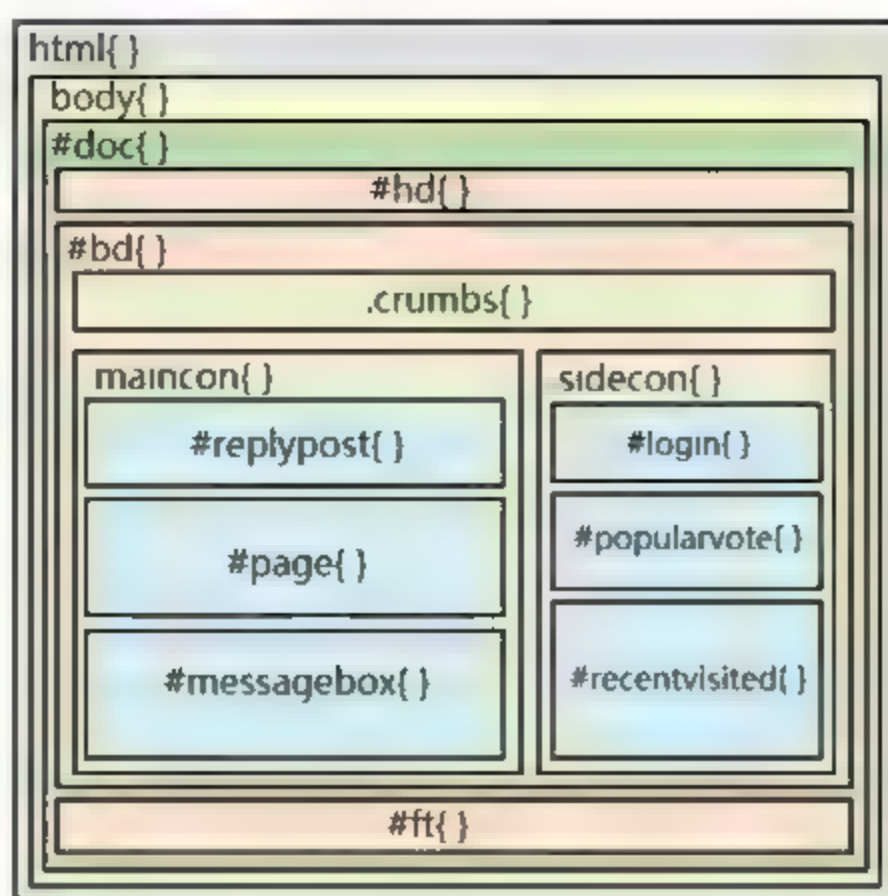 html{ }
body{ }
#doc{ }
#hd{ }
#bd{ }
.crumbs{ }
maincon{ }
#replypost{ }
#page{ }
#messagebox{ }
sidecon{ }
#login{ }
#popularvote{ }
#recentvisited{ }
#ft{ }